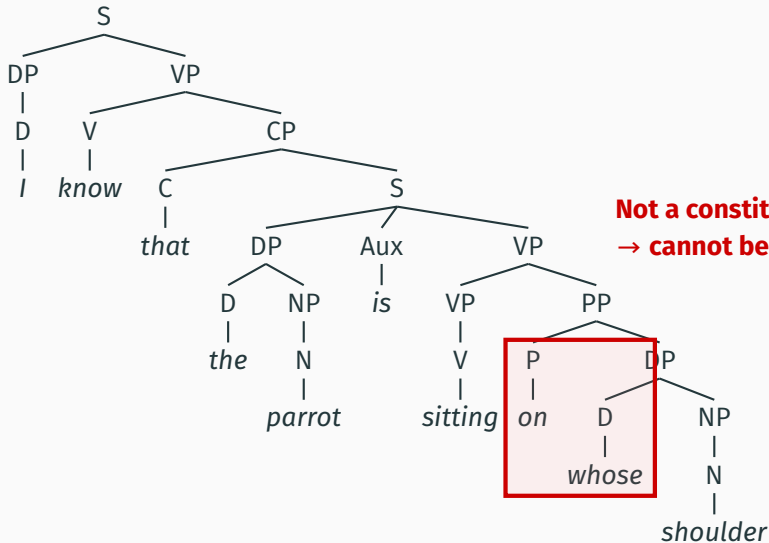 S
DP VP
D V CP
I know C S
Not a constit
that DP Aux VP
→ cannot be
D NP is VP PP
the N V P DP
parrot sitting on D NP
whose N
shoulder